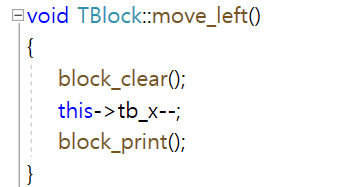 void TBlock::move_left()
{
block_clear();
this->tb_x--;
block_print();
}